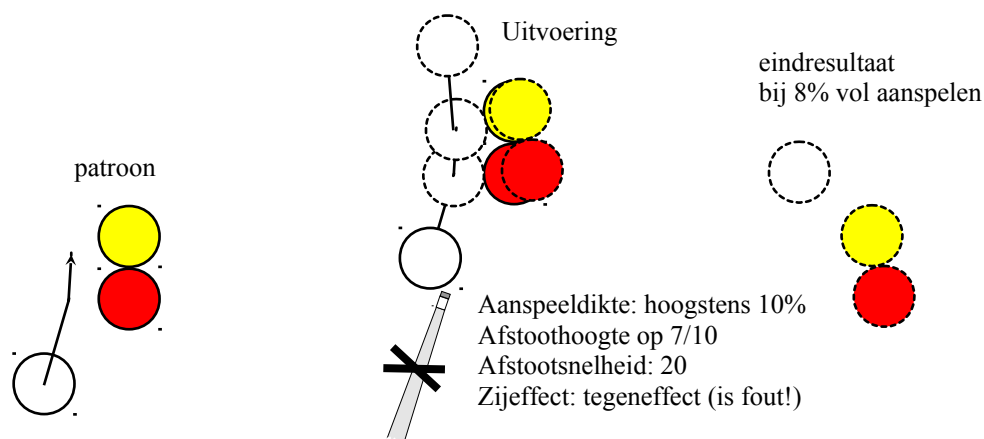 Uitvoering
eindresultaat
bij 8% vol aanspelen
patroon
Aanspeeldikte: hoogstens 10%
Afstoothoogte op 7/10
Afstootsnelheid: 20
Zijeffect: tegeneffect (is fout!)